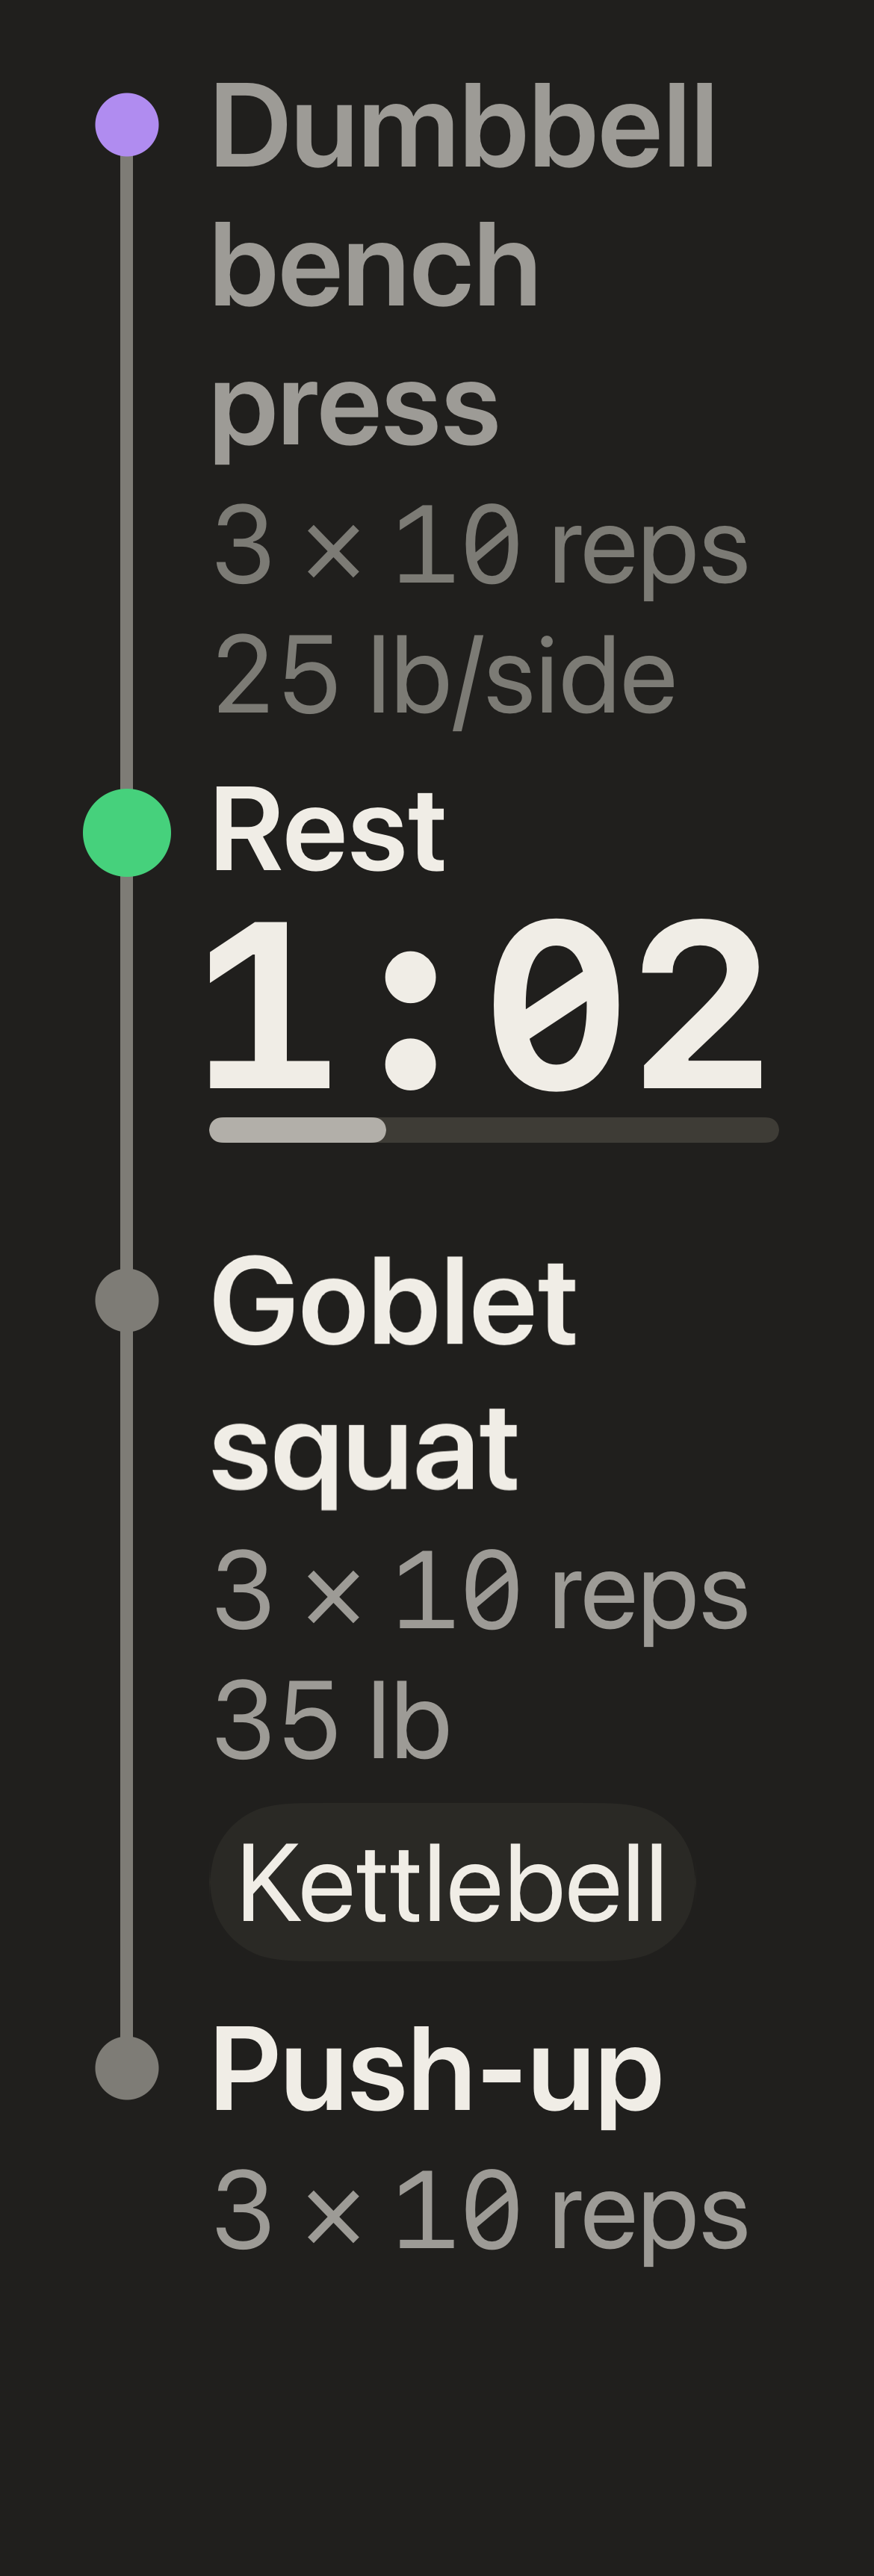 Dumbbell
bench
press
3 × 10 reps
25 lb/side
Rest
1:02
Goblet
squat
3 × 10 reps
35 lb
Kettlebell
Push-up
3 × 10 reps